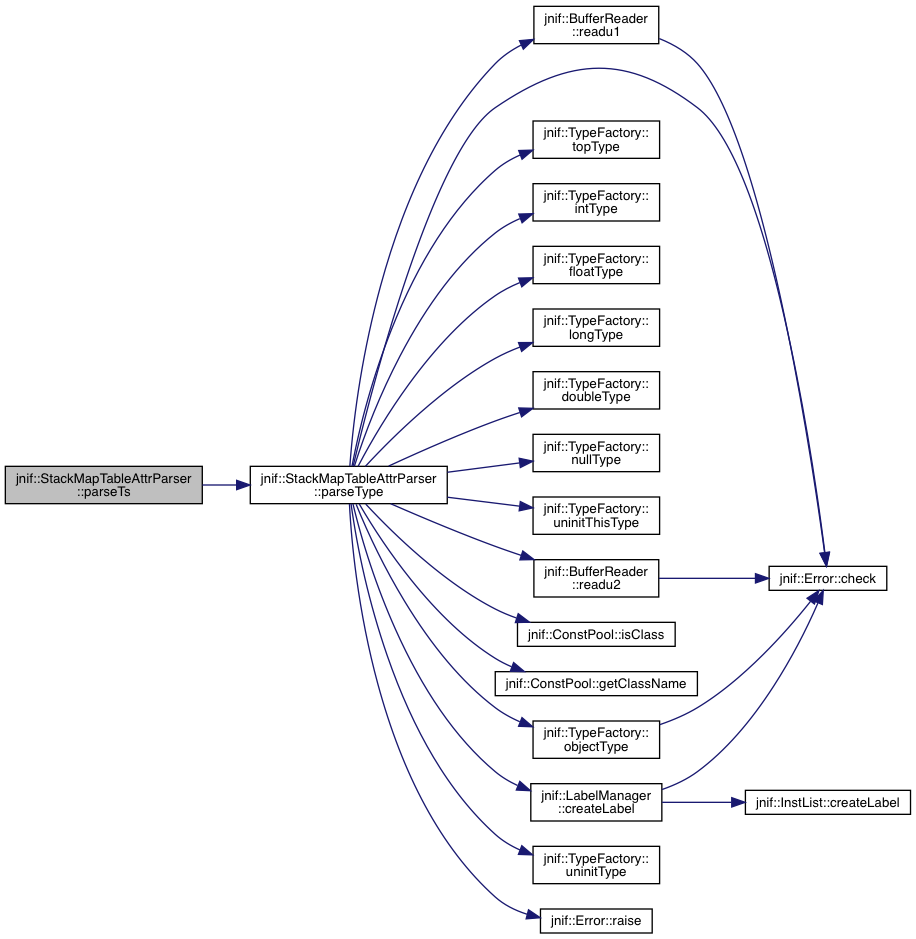 jnif::StackMapTableAttrParser
::parseTs
jnif::StackMapTableAttrParser
::parseType
jnif::BufferReader
::readu1
jnif::TypeFactory::
topType
jnif::TypeFactory::
intType
jnif::TypeFactory::
floatType
jnif::TypeFactory::
longType
jnif::TypeFactory::
doubleType
jnif::TypeFactory::
nullType
jnif::TypeFactory::
uninitThisType
jnif::BufferReader
::readu2
jnif::ConstPool::isClass
jnif::ConstPool::getClassName
jnif::TypeFactory::
objectType
jnif::LabelManager
::createLabel
jnif::TypeFactory::
uninitType
jnif::Error::raise
jnif::Error::check
jnif::InstList::createLabel